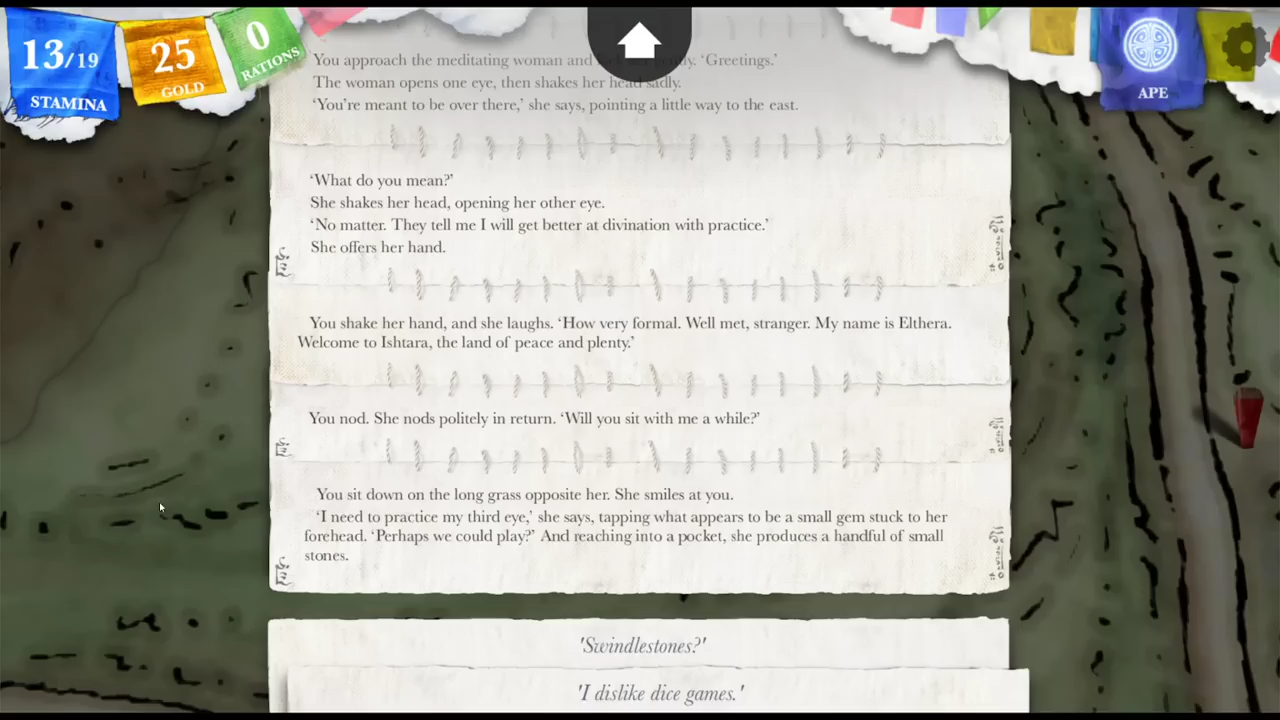 13/19
STAMINA
25
GOLD
0
RATIONS
APE
You approach the meditating woman and ‘Greetings.’
The woman opens one eye, then shakes her head sadly.
‘You’re meant to be over there,’ she says, pointing a little way to the east.
‘What do you mean?’
She shakes her head, opening her other eye.
‘No matter. They tell me I will get better at divination with practice.’
She offers her hand.
You shake her hand, and she laughs. ‘How very formal. Well met, stranger. My name is Elthera.
Welcome to Ishtara, the land of peace and plenty.’
You nod. She nods politely in return. ‘Will you sit with me a while?’
You sit down on the long grass opposite her. She smiles at you.
‘I need to practice my third eye,’ she says, tapping what appears to be a small gem stuck to her
forehead. ‘Perhaps we could play?’ And reaching into a pocket, she produces a handful of small
stones.
'Swindlestones?'
'I dislike dice games.'